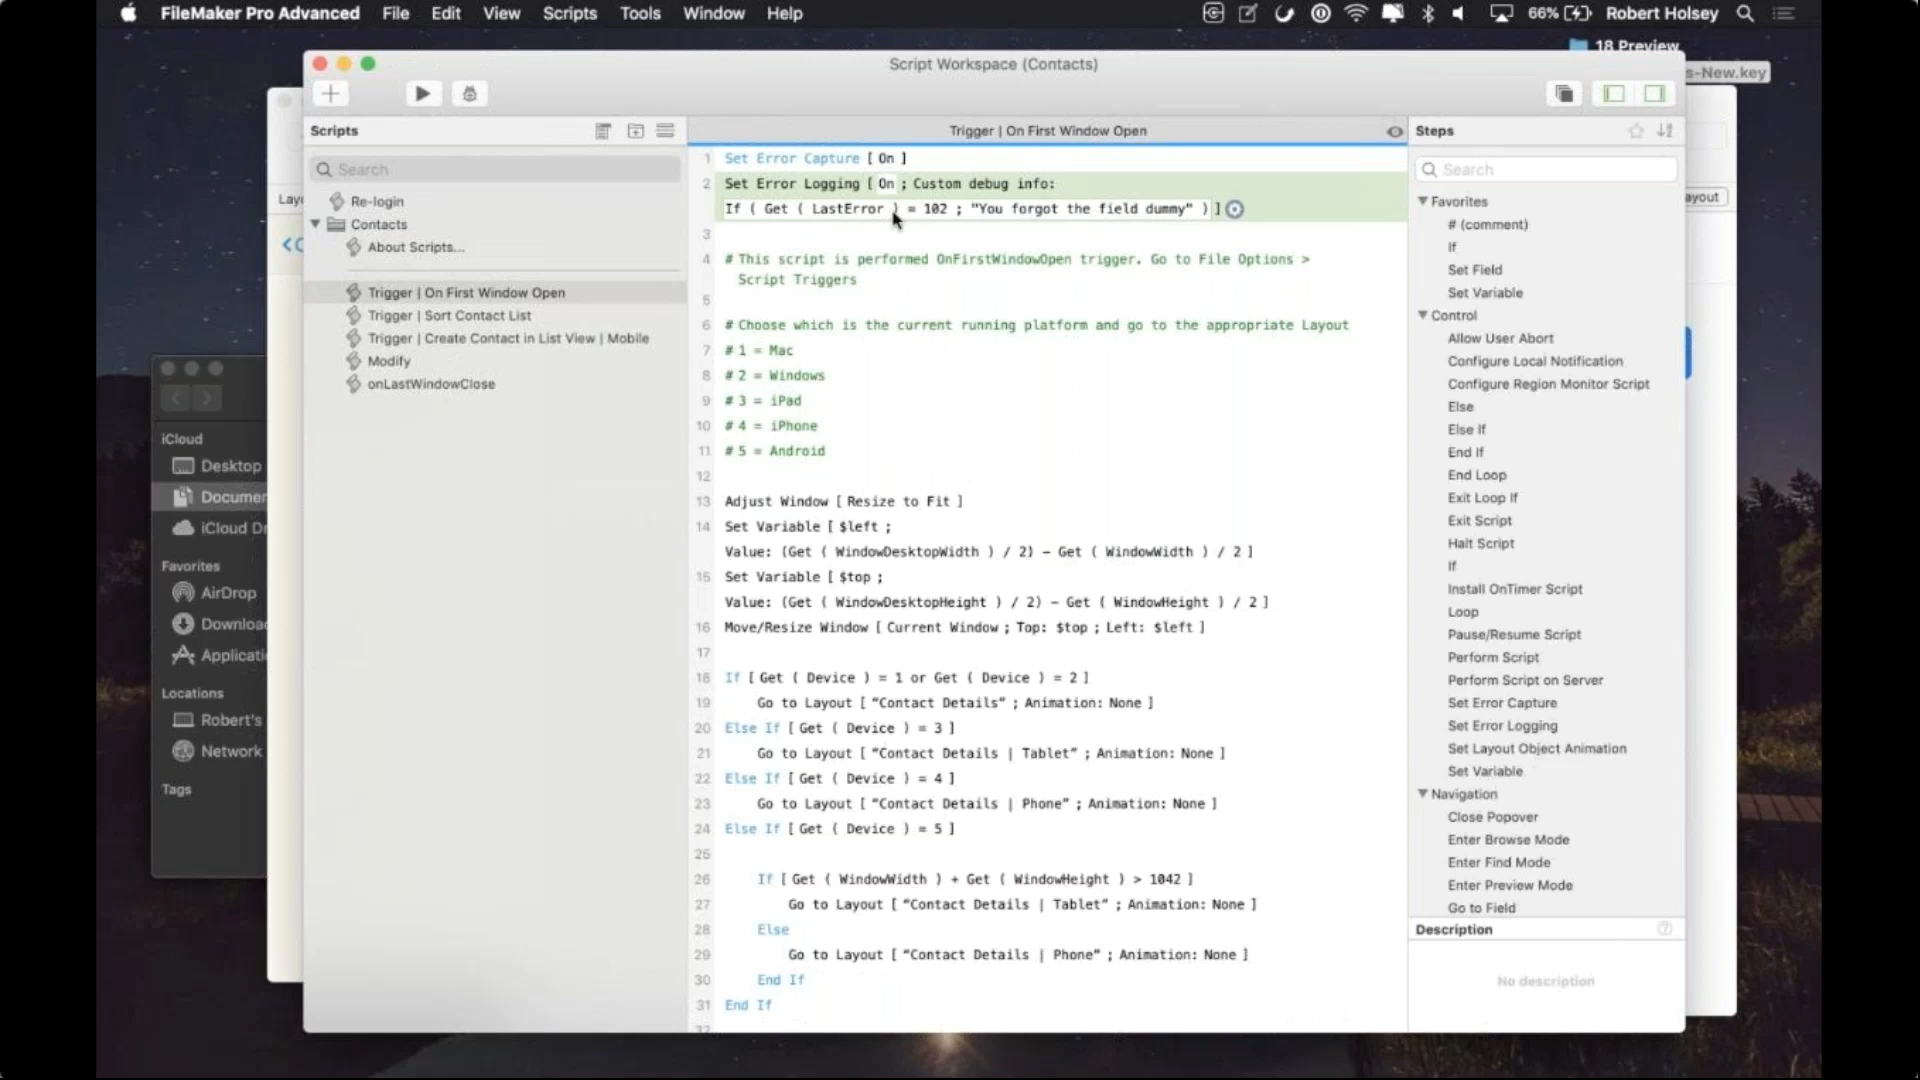 FileMaker Pro Advanced File Edit View Scripts Tools Window Help 66% Robert Holsey
18 Preview
s-New.key
Script Workspace (Contacts)
Scripts
Trigger | On First Window Open
Steps
Search
Re-login
Contacts
About Scripts...
Trigger | On First Window Open
Trigger | Sort Contact List
Trigger | Create Contact in List View | Mobile
Modify
onLastWindowClose
1 Set Error Capture [ On ]
2 Set Error Logging [ On ; Custom debug info:
If ( Get ( LastError ) = 102 ; "You forgot the field dummy" ) ]
3
4 # This script is performed OnFirstWindowOpen trigger. Go to File Options >
Script Triggers
5
6 # Choose which is the current running platform and go to the appropriate Layout
7 # 1 = Mac
8 # 2 = Windows
9 # 3 = iPad
10 # 4 = iPhone
11 # 5 = Android
12
13 Adjust Window [ Resize to Fit ]
14 Set Variable [ $left ;
Value: (Get ( WindowDesktopWidth ) / 2) – Get ( WindowWidth ) / 2 ]
15 Set Variable [ $top ;
Value: (Get ( WindowDesktopHeight ) / 2) – Get ( WindowHeight ) / 2 ]
16 Move/Resize Window [ Current Window ; Top: $top ; Left: $left ]
17
18 If [ Get ( Device ) = 1 or Get ( Device ) = 2 ]
19 Go to Layout [ “Contact Details” ; Animation: None ]
20 Else If [ Get ( Device ) = 3 ]
21 Go to Layout [ “Contact Details | Tablet” ; Animation: None ]
22 Else If [ Get ( Device ) = 4 ]
23 Go to Layout [ “Contact Details | Phone” ; Animation: None ]
24 Else If [ Get ( Device ) = 5 ]
25
26 If [ Get ( WindowWidth ) + Get ( WindowHeight ) > 1042 ]
27 Go to Layout [ “Contact Details | Tablet” ; Animation: None ]
28 Else
29 Go to Layout [ “Contact Details | Phone” ; Animation: None ]
30 End If
31 End If
32
Search
Favorites
# (comment)
If
Set Field
Set Variable
Control
Allow User Abort
Configure Local Notification
Configure Region Monitor Script
Else
Else If
End If
End Loop
Exit Loop If
Exit Script
Halt Script
If
Install OnTimer Script
Loop
Pause/Resume Script
Perform Script
Perform Script on Server
Set Error Capture
Set Error Logging
Set Layout Object Animation
Set Variable
Navigation
Close Popover
Enter Browse Mode
Enter Find Mode
Enter Preview Mode
Go to Field
Description
No description
Lay
ayout
<C
iCloud
Desktop
Documen
iCloud Dr
Favorites
AirDrop
Downloa
Applicati
Locations
Robert's
Network
Tags